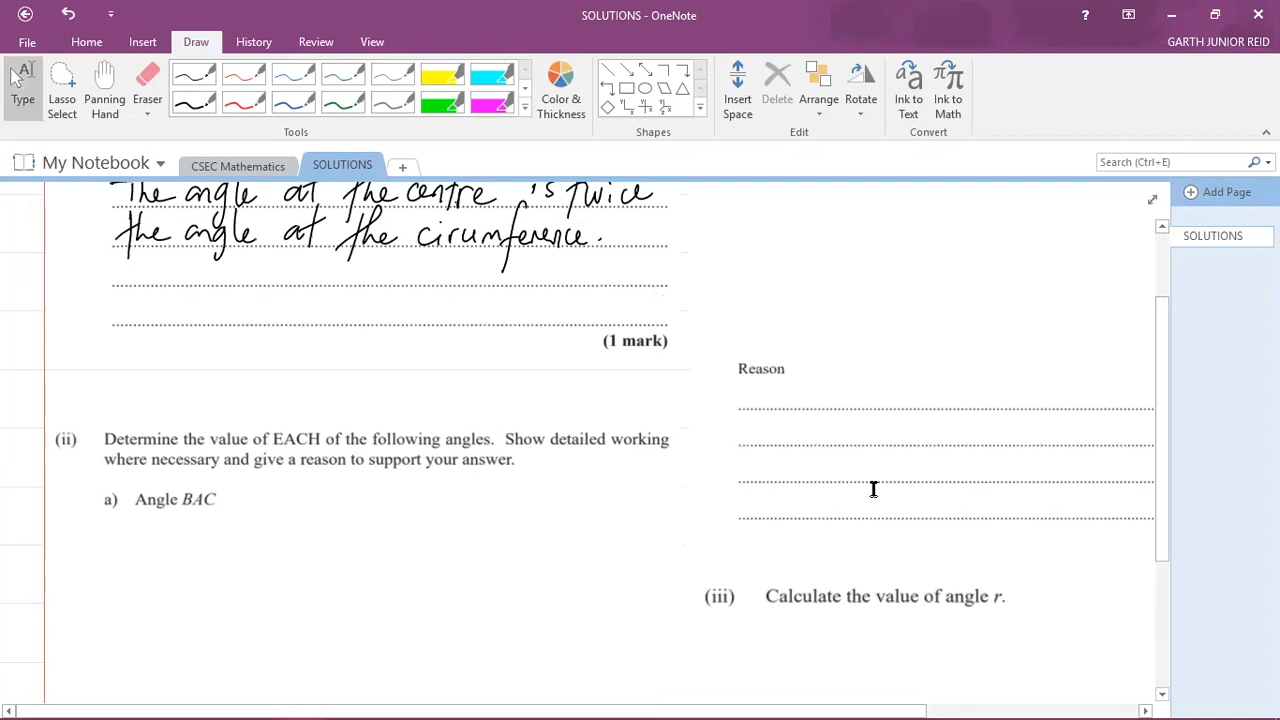 SOLUTIONS - OneNote
?
File
Home
Insert
Draw
History
Review
View
GARTH JUNIOR REID
Type
Lasso Select
Panning Hand
Eraser
Color & Thickness
Insert Space
Delete
Arrange
Rotate
Ink to Text
Ink to Math
Tools
Shapes
Edit
Convert
My Notebook
CSEC Mathematics
SOLUTIONS
Search (Ctrl+E)
Add Page
SOLUTIONS
The angle at the centre is twice
the angle at the cirumference.
(1 mark)
(ii) Determine the value of EACH of the following angles. Show detailed working
where necessary and give a reason to support your answer.
a) Angle BAC
Reason
(iii) Calculate the value of angle r.